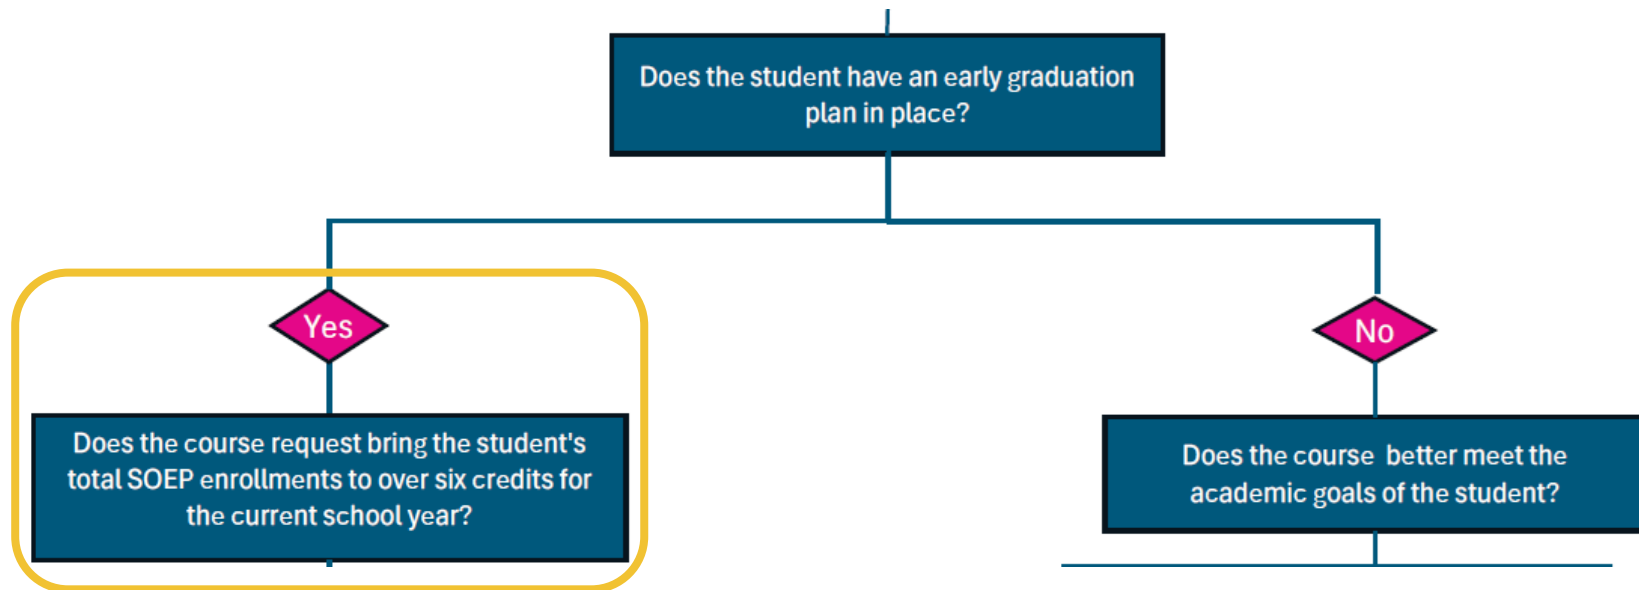 Does the student have an early graduation
plan in place?
Yes
No
Does the course request bring the student's
total SOEP enrollments to over six credits for
the current school year?
Does the course better meet the
academic goals of the student?